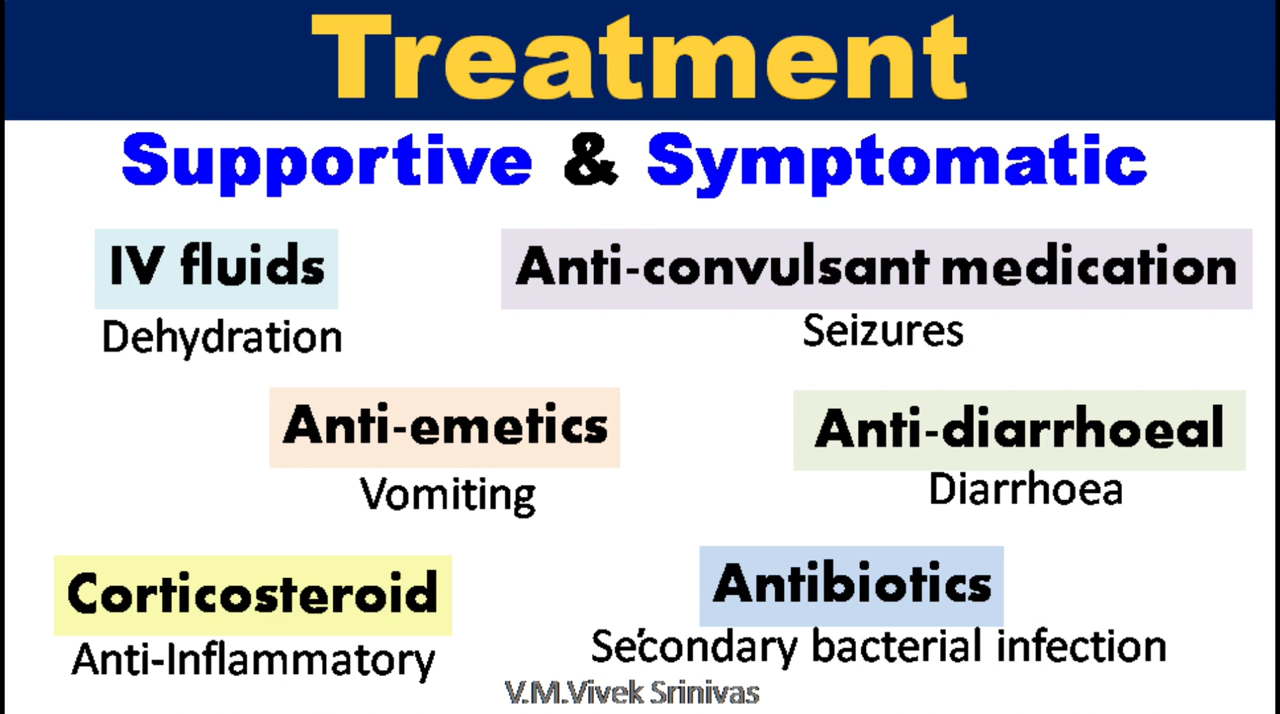 Treatment
Supportive & Symptomatic
IV fluids
Dehydration
Anti-convulsant medication
Seizures
Anti-emetics
Vomiting
Anti-diarrhoeal
Diarrhoea
Corticosteroid
Anti-Inflammatory
Antibiotics
Secondary bacterial infection
V.M.Vivek Srinivas